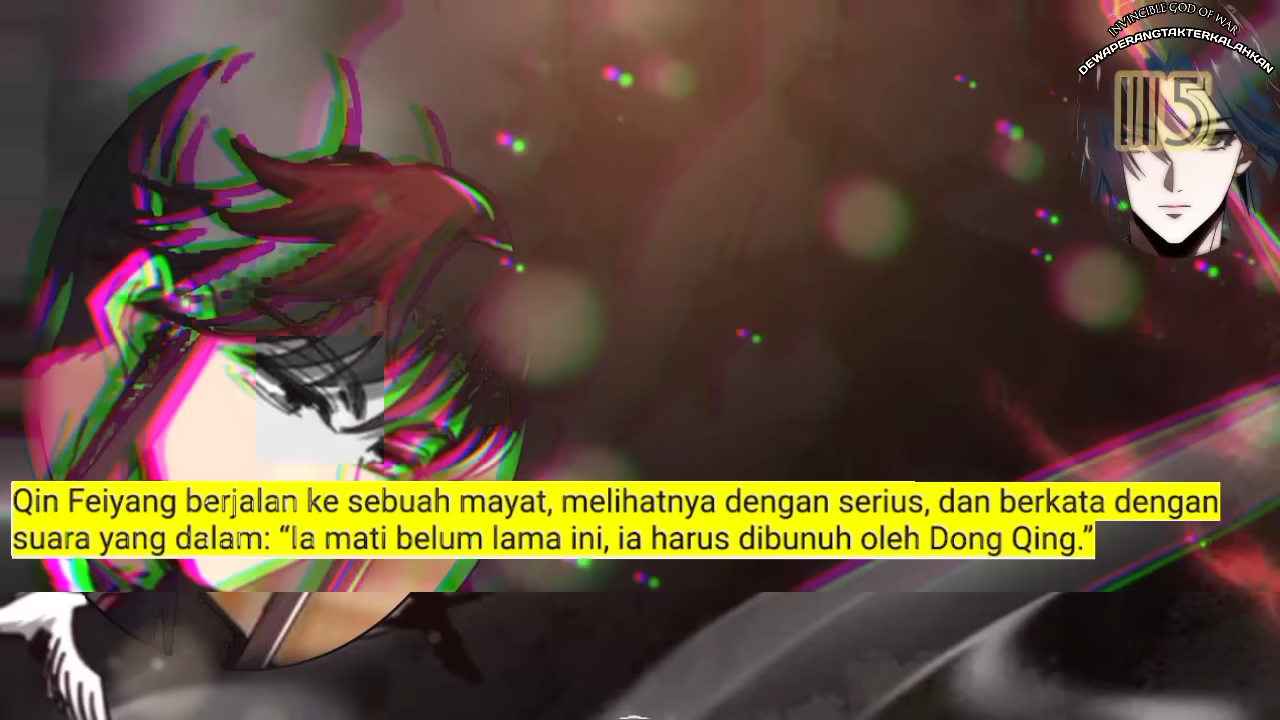 INVINCIBLE GOD OF WAR
DEWAPERANGTAKTERKALAHKAN
115
Qin Feiyang berjalan ke sebuah mayat, melihatnya dengan serius, dan berkata dengan
suara yang dalam: “Ia mati belum lama ini, ia harus dibunuh oleh Dong Qing.”